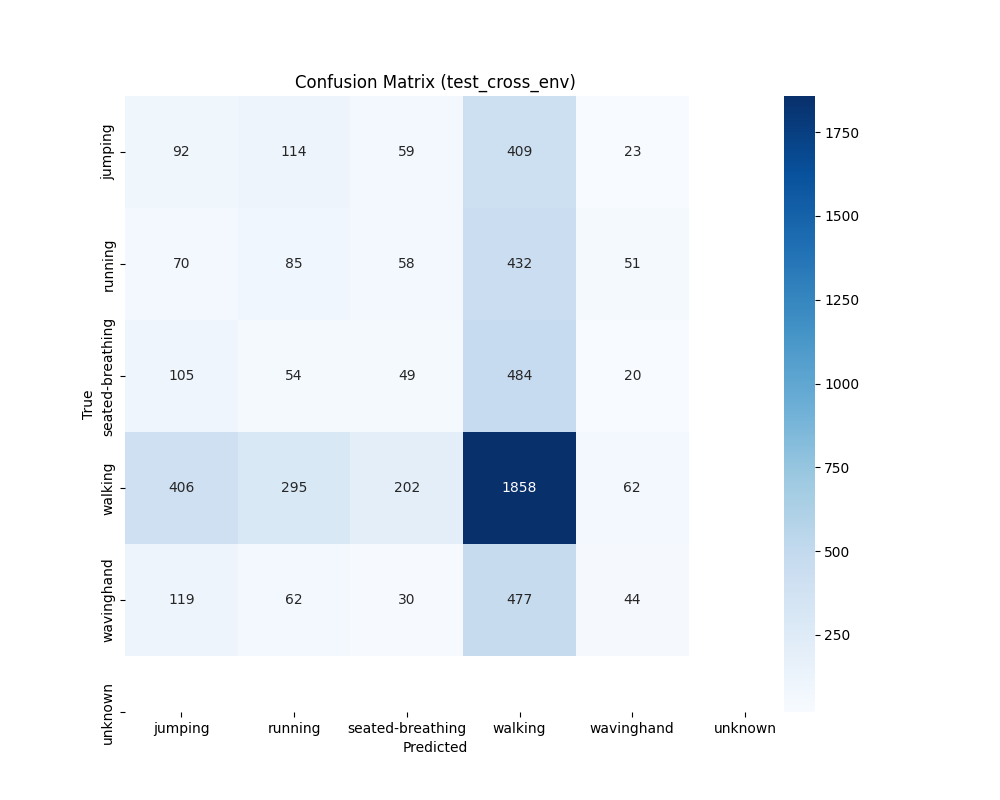 Confusion Matrix (test_cross_env)
jumping 92 114 59 409 23
running 70 85 58 432 51
seated-breathing 105 54 49 484 20
walking 406 295 202 1858 62
wavinghand 119 62 30 477 44
unknown
True
jumping running seated-breathing walking wavinghand unknown
Predicted
1750
1500
1250
1000
750
500
250